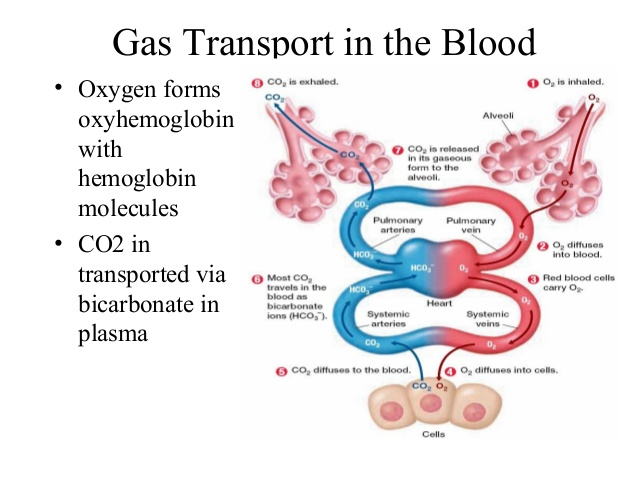 Gas Transport in the Blood
• Oxygen forms
oxyhemoglobin
with
hemoglobin
molecules
• CO2 in
transported via
bicarbonate in
plasma
8 CO₂ is exhaled.
CO₂
1 O₂ is inhaled.
O₂
Alveoli
CO₂
7 CO₂ is released
in its gaseous
form to the
alveoli.
O₂
CO₂
Pulmonary
arteries
Pulmonary
vein
O₂
2 O₂ diffuses
into blood.
HCO₃⁻
HCO₃⁻
O₂
6 Most CO₂
travels in the
blood as
bicarbonate
ions (HCO₃⁻).
HCO₃⁻
Heart
3 Red blood cells
carry O₂.
Systemic
arteries
Systemic
veins
CO₂
O₂
5 CO₂ diffuses to the blood.
4 O₂ diffuses into cells.
CO₂ O₂
Cells